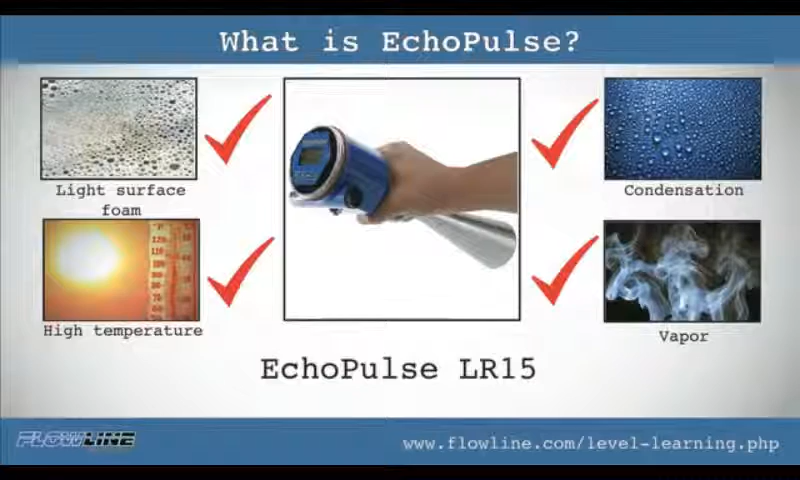 What is EchoPulse?
Light surface
foam
Condensation
High temperature
Vapor
EchoPulse LR15
FLOWLINE
www.flowline.com/level-learning.php